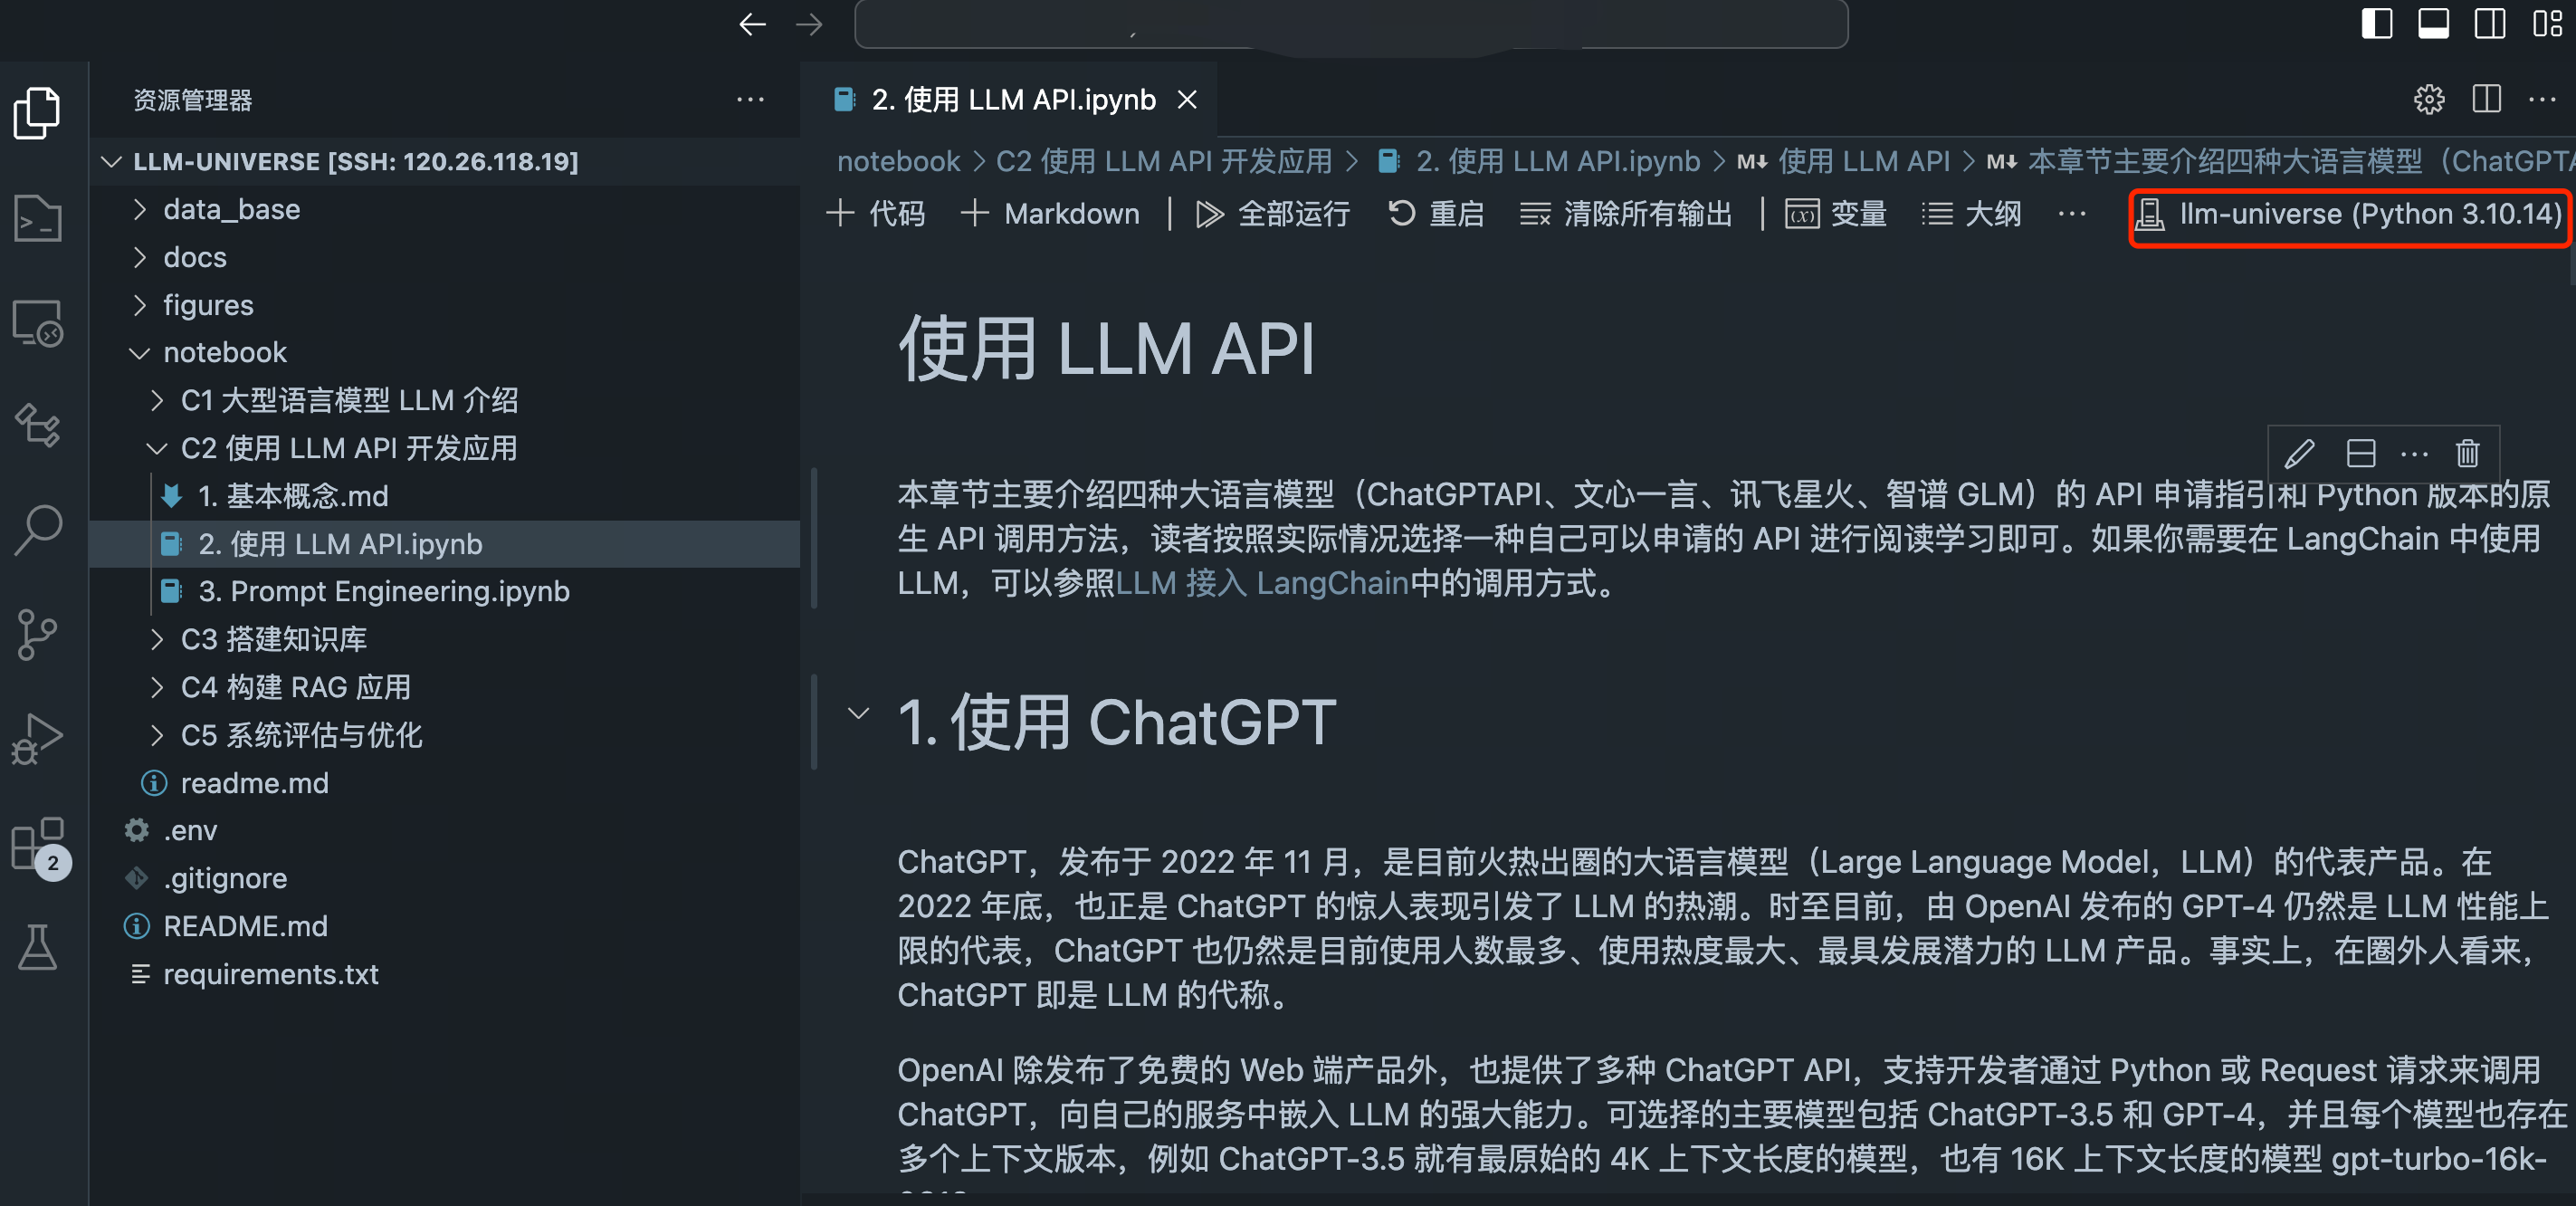 资源管理器
LLM-UNIVERSE [SSH: 120.26.118.19]
data_base
docs
figures
notebook
C1 大型语言模型 LLM 介绍
C2 使用 LLM API 开发应用
1. 基本概念.md
2. 使用 LLM API.ipynb
3. Prompt Engineering.ipynb
C3 搭建知识库
C4 构建 RAG 应用
C5 系统评估与优化
readme.md
.env
.gitignore
README.md
requirements.txt
2
2. 使用 LLM API.ipynb
notebook > C2 使用 LLM API 开发应用 > 2. 使用 LLM API.ipynb > M↓ 使用 LLM API > M↓ 本章节主要介绍四种大语言模型（ChatGPTA
代码 Markdown 全部运行 重启 清除所有输出 变量 大纲 llm-universe (Python 3.10.14)
使用 LLM API
本章节主要介绍四种大语言模型（ChatGPTAPI、文心一言、讯飞星火、智谱 GLM）的 API 申请指引和 Python 版本的原
生 API 调用方法，读者按照实际情况选择一种自己可以申请的 API 进行阅读学习即可。如果你需要在 LangChain 中使用
LLM，可以参照LLM 接入 LangChain中的调用方式。
1. 使用 ChatGPT
ChatGPT，发布于 2022 年 11 月，是目前火热出圈的大语言模型（Large Language Model，LLM）的代表产品。在
2022 年底，也正是 ChatGPT 的惊人表现引发了 LLM 的热潮。时至目前，由 OpenAI 发布的 GPT-4 仍然是 LLM 性能上
限的代表，ChatGPT 也仍然是目前使用人数最多、使用热度最大、最具发展潜力的 LLM 产品。事实上，在圈外人看来，
ChatGPT 即是 LLM 的代称。
OpenAI 除发布了免费的 Web 端产品外，也提供了多种 ChatGPT API，支持开发者通过 Python 或 Request 请求来调用
ChatGPT，向自己的服务中嵌入 LLM 的强大能力。可选择的主要模型包括 ChatGPT-3.5 和 GPT-4，并且每个模型也存在
多个上下文版本，例如 ChatGPT-3.5 就有最原始的 4K 上下文长度的模型，也有 16K 上下文长度的模型 gpt-turbo-16k-